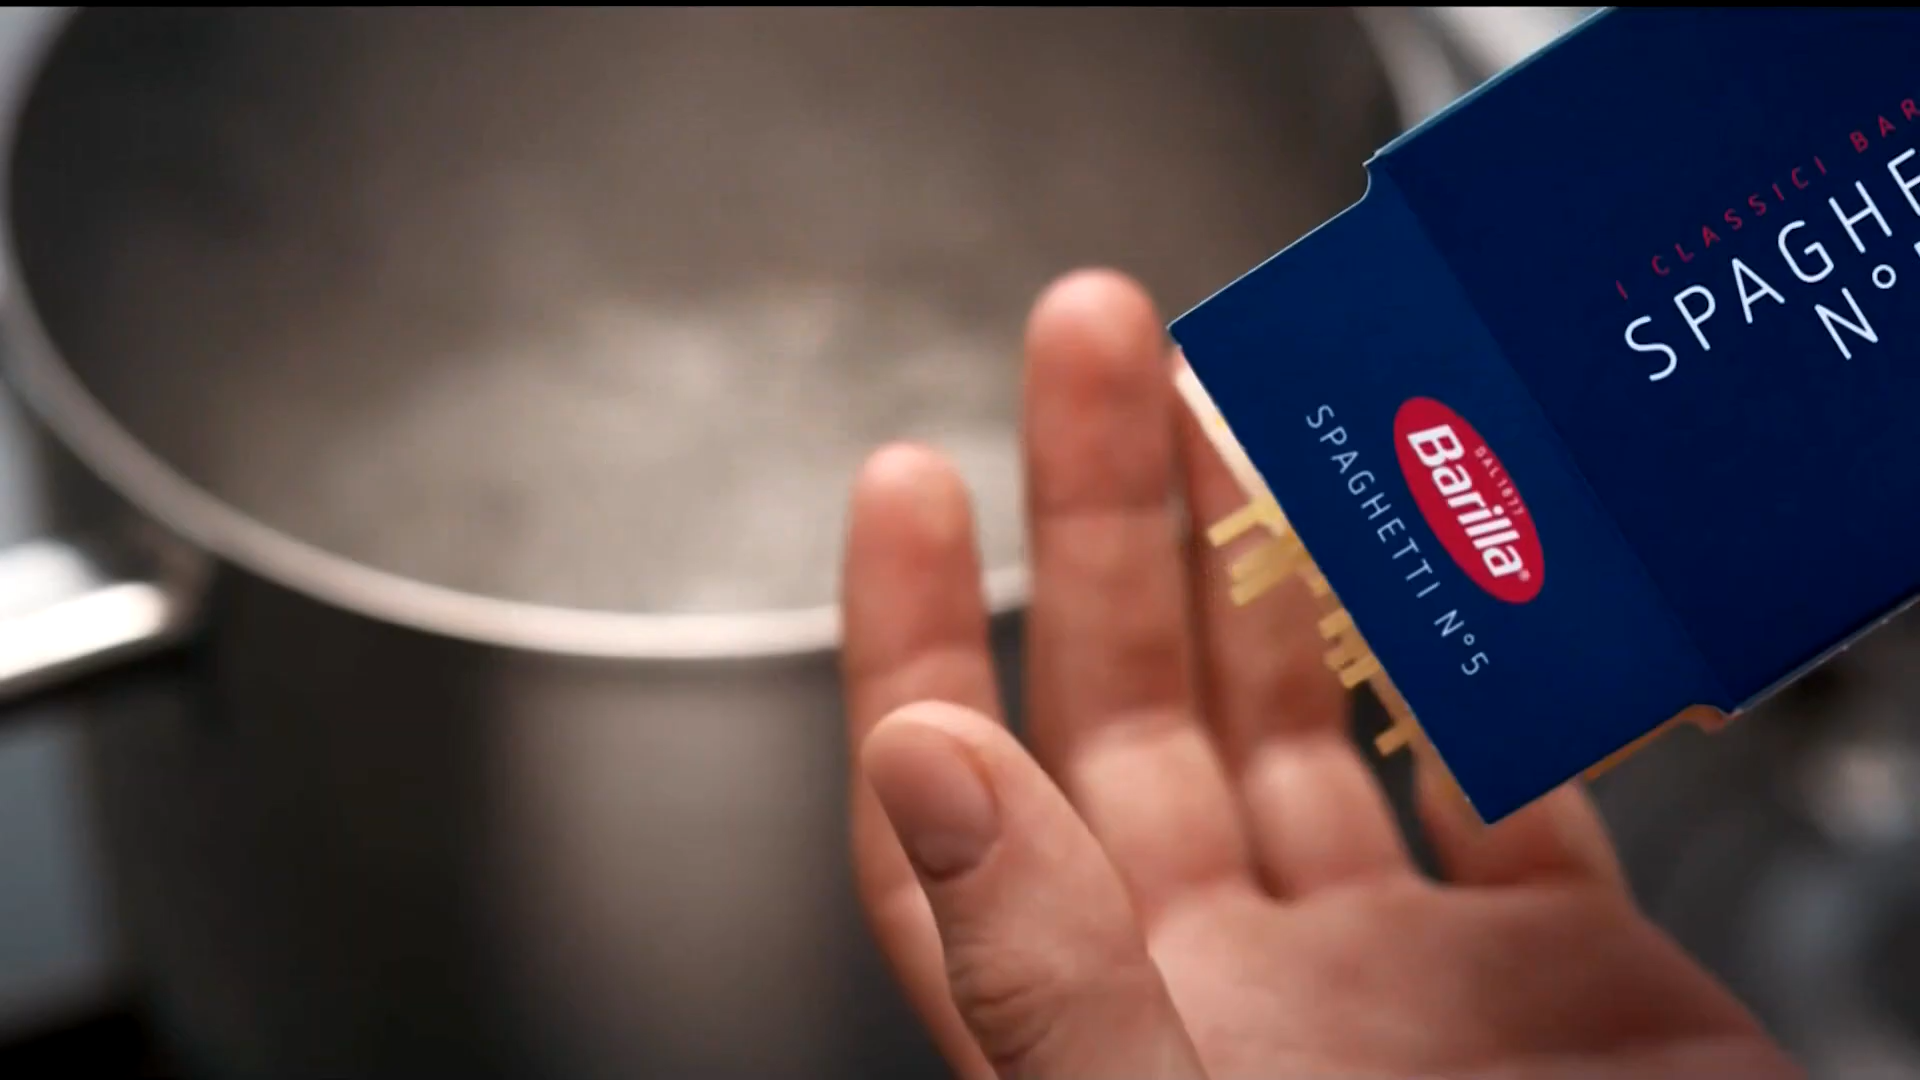 I CLASSICI BAR
SPAGHE
N°
DAL 1877
Barilla®
SPAGHETTI N°5